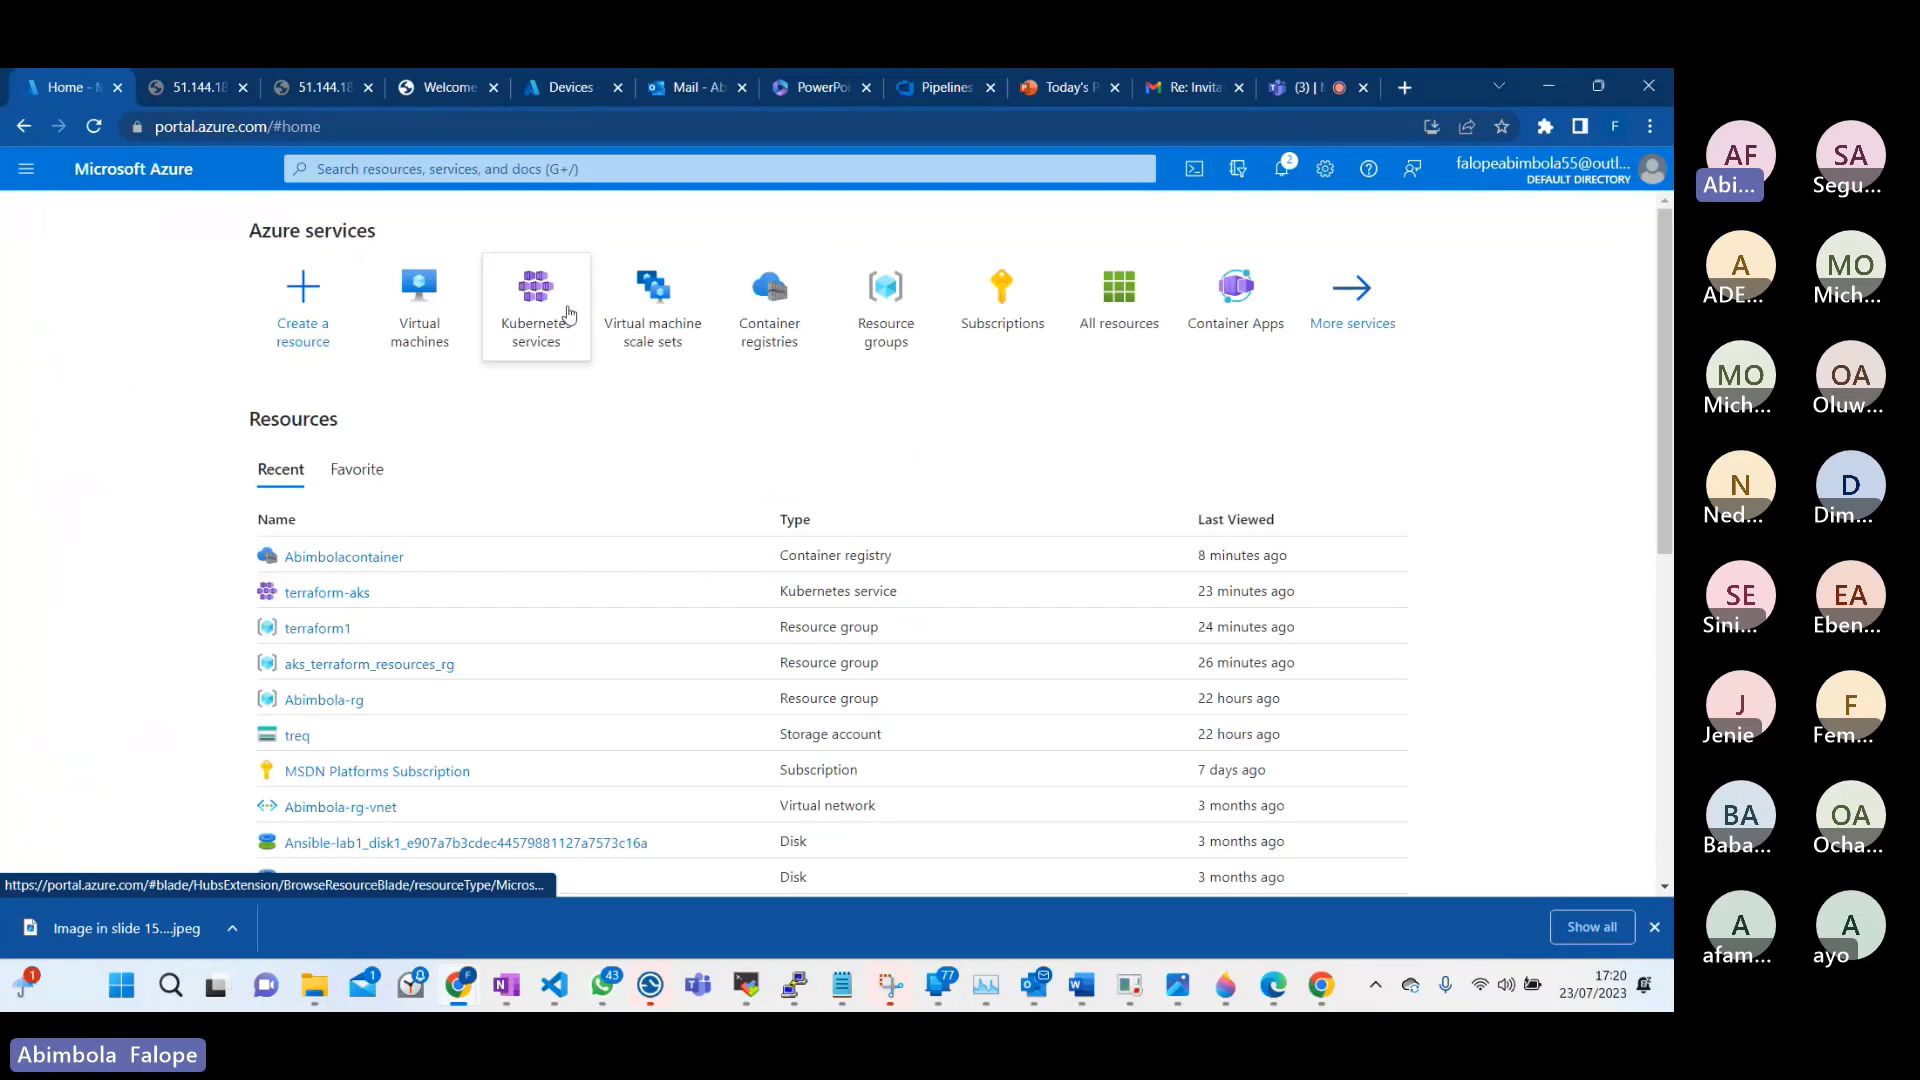 Home - M
51.144.18
51.144.18
Welcome
Devices -
Mail - Ab
PowerPoi
Pipelines
Today's P
Re: Invita
(3) |
portal.azure.com/#home
F
Microsoft Azure
Search resources, services, and docs (G+/)
2
falopeabimbola55@outl...
DEFAULT DIRECTORY
Azure services
Create a
resource
Virtual
machines
Kubernetes
services
Virtual machine
scale sets
Container
registries
Resource
groups
Subscriptions
All resources
Container Apps
More services
Resources
Recent
Favorite
Name
Type
Last Viewed
Abimbolacontainer
Container registry
8 minutes ago
terraform-aks
Kubernetes service
23 minutes ago
terraform1
Resource group
24 minutes ago
aks_terraform_resources_rg
Resource group
26 minutes ago
Abimbola-rg
Resource group
22 hours ago
treq
Storage account
22 hours ago
MSDN Platforms Subscription
Subscription
7 days ago
Abimbola-rg-vnet
Virtual network
3 months ago
Ansible-lab1_disk1_e907a7b3cdec44579881127a7573c16a
Disk
3 months ago
Disk
3 months ago
https://portal.azure.com/#blade/HubsExtension/BrowseResourceBlade/resourceType/Micros...
Image in slide 15....jpeg
Show all
1
1
F
43
77
17:20
23/07/2023
AF
Abi...
SA
Segu...
A
ADE...
MO
Mich...
MO
Mich...
OA
Oluw...
N
Ned...
D
Dim...
SE
Sini...
EA
Eben...
J
Jenie
F
Fem...
BA
Baba...
OA
Ocha...
A
afam...
A
ayo
Abimbola Falope